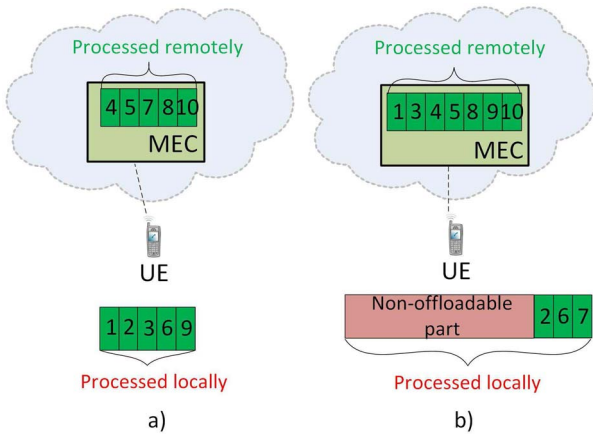 Processed remotely
4 5 7 8 10
MEC
UE
1 2 3 6 9
Processed locally
a)
Processed remotely
1 3 4 5 8 9 10
MEC
UE
Non-offloadable
part
2 6 7
Processed locally
b)